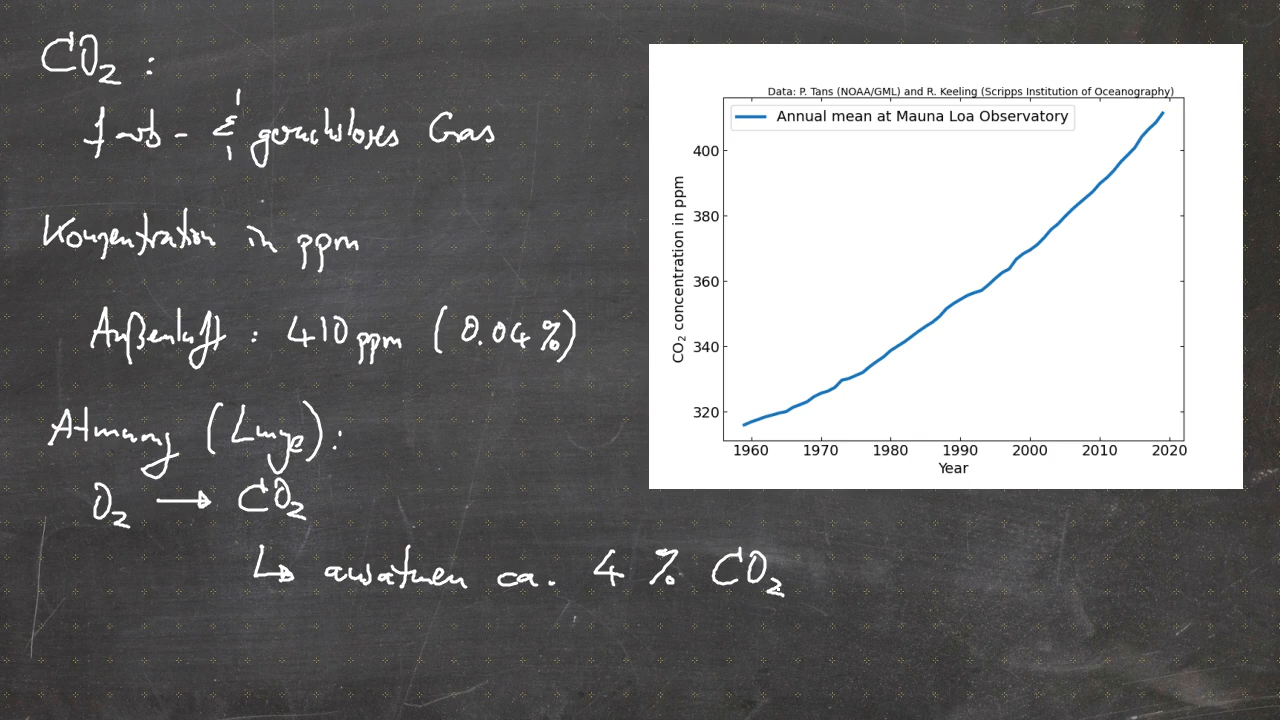 CO₂ :
farb- & geruchloses Gas
Konzentration in ppm
Außenluft : 410 ppm (0.04 %)
Atmung (Lunge):
O₂ → CO₂
↳ ausatmen ca. 4 % CO₂
Data: P. Tans (NOAA/GML) and R. Keeling (Scripps Institution of Oceanography)
Annual mean at Mauna Loa Observatory
CO₂ concentration in ppm
400
380
360
340
320
1960 1970 1980 1990 2000 2010 2020
Year